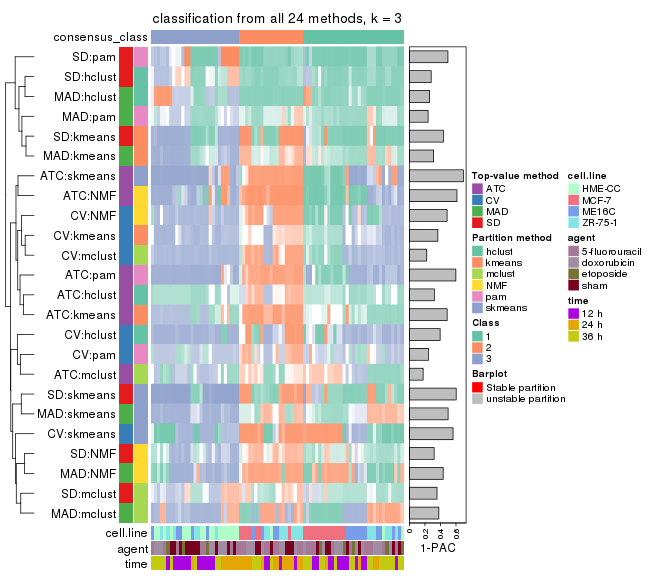 classification from all 24 methods, k = 3
consensus_class
SD:pam
SD:hclust
MAD:hclust
MAD:pam
SD:kmeans
MAD:kmeans
ATC:skmeans
ATC:NMF
CV:NMF
CV:kmeans
CV:mclust
ATC:pam
ATC:hclust
ATC:kmeans
CV:hclust
CV:pam
ATC:mclust
SD:skmeans
MAD:skmeans
CV:skmeans
SD:NMF
MAD:NMF
SD:mclust
MAD:mclust
cell.line
agent
time
0
0.2
0.4
0.6
1-PAC
Top-value method
ATC
CV
MAD
SD
Partition method
hclust
kmeans
mclust
NMF
pam
skmeans
Class
1
2
3
Barplot
Stable partition
unstable partition
cell.line
HME-CC
MCF-7
ME16C
ZR-75-1
agent
5-fluorouracil
doxorubicin
etoposide
sham
time
12 h
24 h
36 h